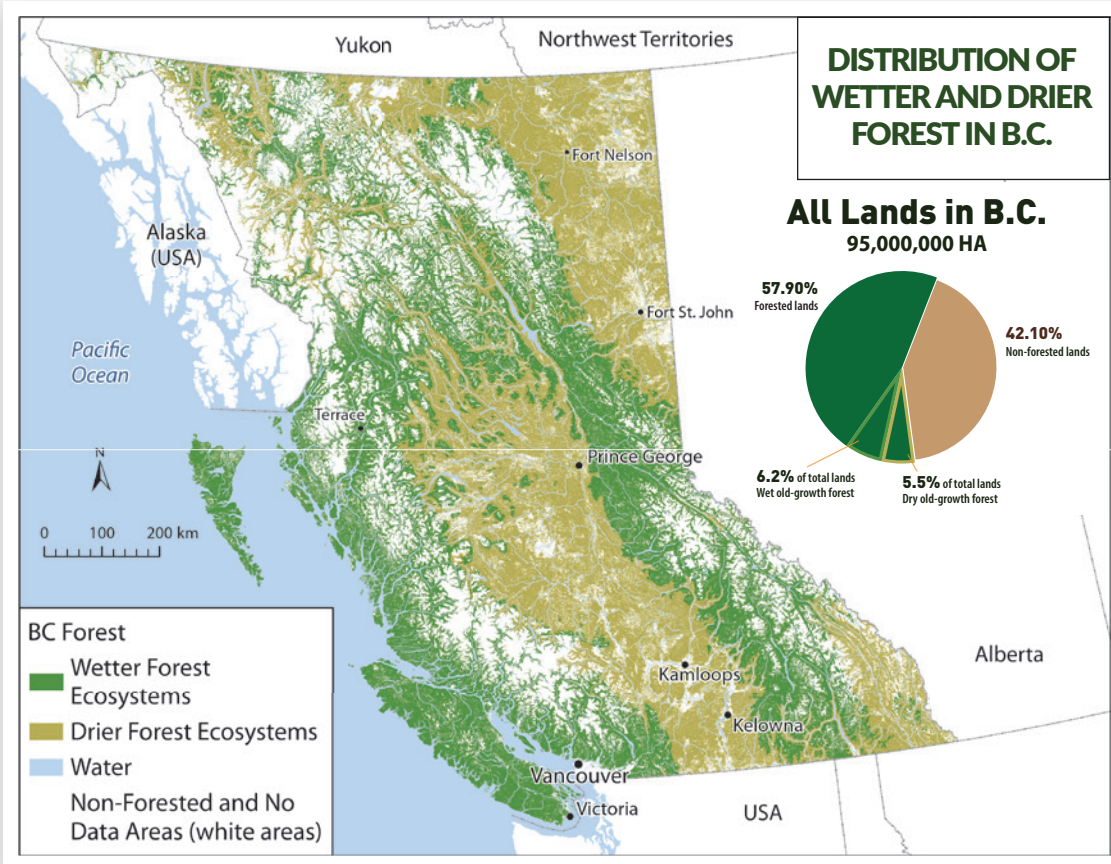 Yukon
Northwest Territories
DISTRIBUTION OF
WETTER AND DRIER
FOREST IN B.C.
Fort Nelson
All Lands in B.C.
95,000,000 HA
Alaska
(USA)
57.90%
Forested lands
Fort St. John
42.10%
Non-forested lands
Pacific
Ocean
Terrace
Prince George
6.2% of total lands
Wet old-growth forest
5.5% of total lands
Dry old-growth forest
N
0 100 200 km
BC Forest
Wetter Forest
Ecosystems
Drier Forest Ecosystems
Water
Non-Forested and No
Data Areas (white areas)
Alberta
Kamloops
Kelowna
Vancouver
Victoria
USA